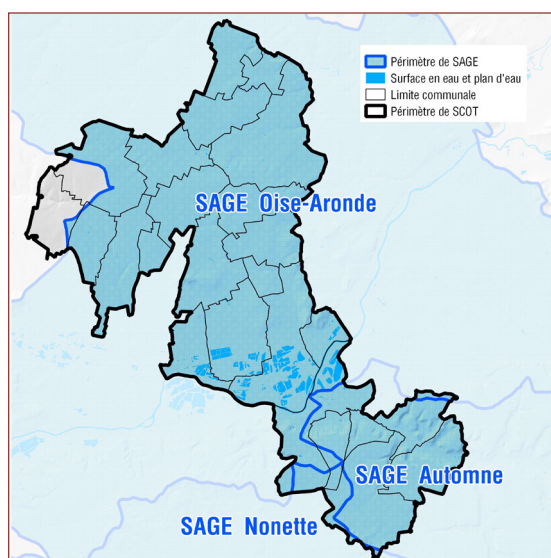 Périmètre de SAGE
Surface en eau et plan d'eau
Limite communale
Périmètre de SCOT
SAGE Oise-Aronde
SAGE Automne
SAGE Nonette